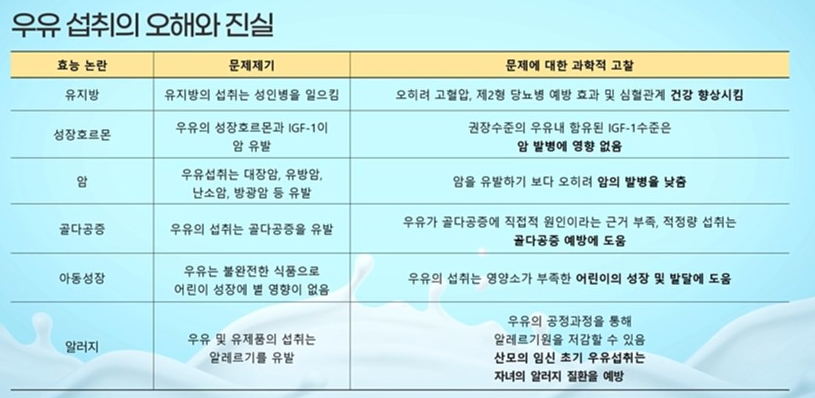 우유 섭취의 오해와 진실
효능 논란
문제제기
문제에 대한 과학적 고찰
유지방
유지방의 섭취는 성인병을 일으킴
오히려 고혈압, 제2형 당뇨병 예방 효과 및 심혈관계 건강 향상시킴
성장호르몬
우유의 성장호르몬과 IGF-1이
암 유발
권장수준의 우유내 함유된 IGF-1수준은
암 발병에 영향 없음
암
우유섭취는 대장암, 유방암,
난소암, 방광암 등 유발
암을 유발하기 보다 오히려 암의 발병율 낮춤
골다공증
우유의 섭취는 골다공증을 유발
우유가 골다공증에 직접적 원인이라는 근거 부족, 적정량 섭취는
골다공증 예방에 도움
아동성장
우유는 불완전한 식품으로
어린이 성장에 별 영향이 없음
우유의 섭취는 영양소가 부족한 어린이의 성장 및 발달에 도움
알러지
우유 및 유제품의 섭취는
알레르기를 유발
우유의 공정과정을 통해
알레르기원을 저감할 수 있음
산모의 임신 초기 우유섭취는
자녀의 알러지 질환을 예방